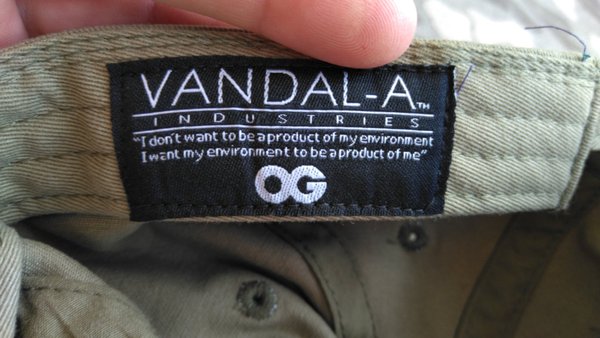 VANDAL-A™
INDUSTRIES
"I don't want to be a product of my environment
I want my environment to be a product of me"
OG